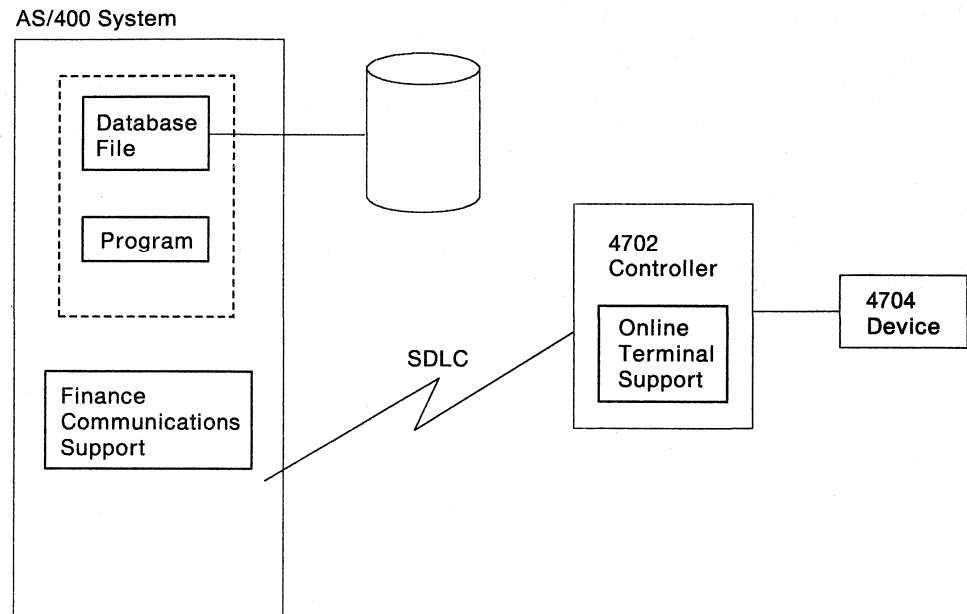 AS/400 System
Database
File
Program
Finance
Communications
Support
SDLC
4702
Controller
Online
Terminal
Support
4704
Device